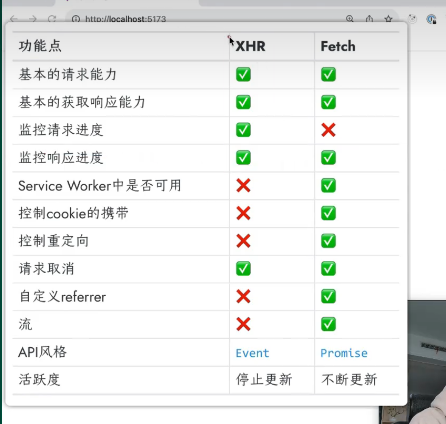 http://localhost:5173
功能点 XHR Fetch
基本的请求能力 ✅ ✅
基本的获取响应能力 ✅ ✅
监控请求进度 ✅ ❌
监控响应进度 ✅ ✅
Service Worker中是否可用 ❌ ✅
控制cookie的携带 ❌ ✅
控制重定向 ❌ ✅
请求取消 ✅ ✅
自定义referrer ❌ ✅
流 ❌ ✅
API风格 Event Promise
活跃度 停止更新 不断更新